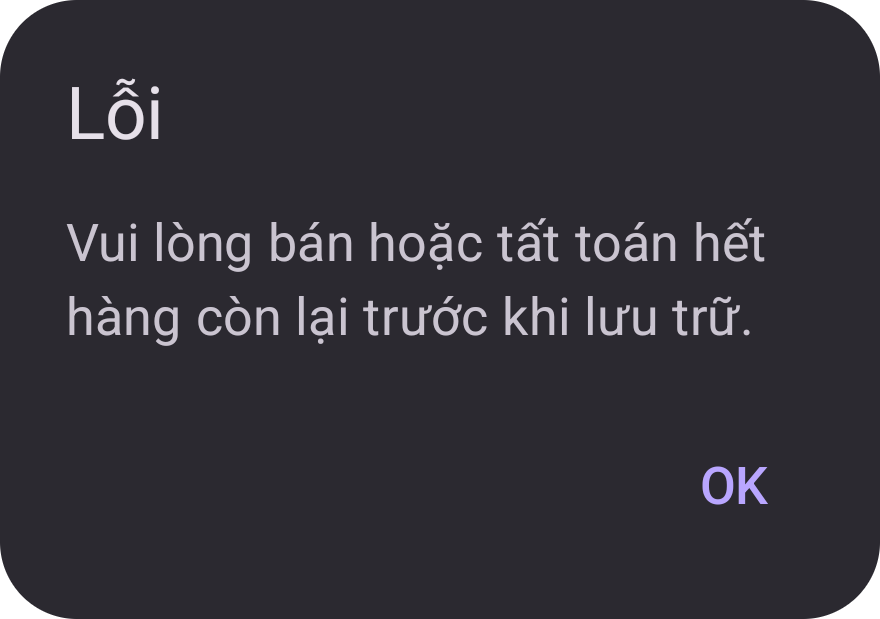 Lỗi
Vui lòng bán hoặc tất toán hết
hàng còn lại trước khi lưu trữ.
OK